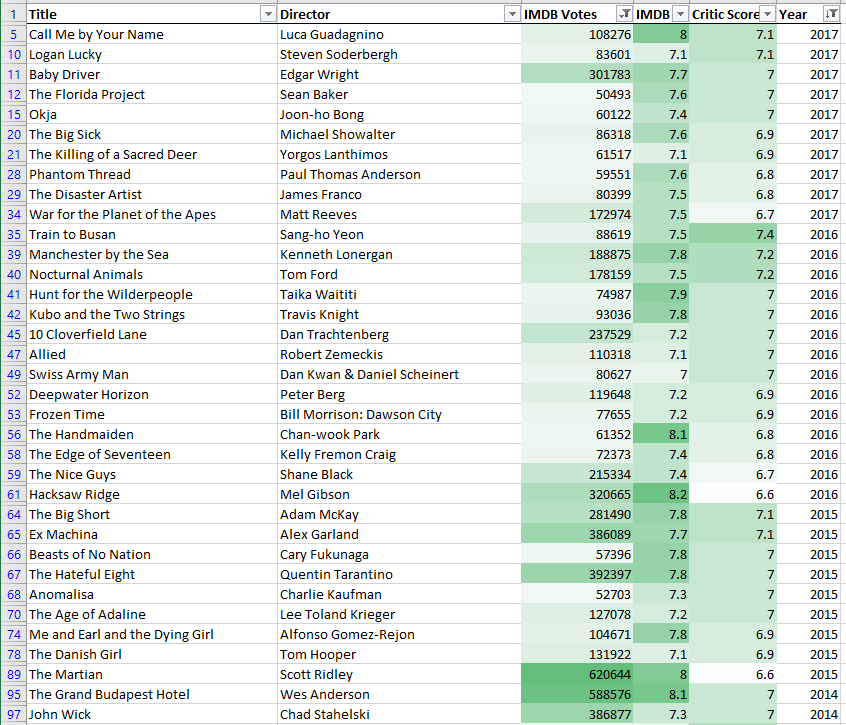 1 Title Director IMDB Votes IMDB Critic Score Year
5 Call Me by Your Name Luca Guadagnino 108276 8 7.1 2017
10 Logan Lucky Steven Soderbergh 83601 7.1 7.1 2017
11 Baby Driver Edgar Wright 301783 7.7 7 2017
12 The Florida Project Sean Baker 50493 7.6 7 2017
15 Okja Joon-ho Bong 60122 7.4 7 2017
20 The Big Sick Michael Showalter 86318 7.6 6.9 2017
21 The Killing of a Sacred Deer Yorgos Lanthimos 61517 7.1 6.9 2017
28 Phantom Thread Paul Thomas Anderson 59551 7.6 6.8 2017
29 The Disaster Artist James Franco 80399 7.5 6.8 2017
34 War for the Planet of the Apes Matt Reeves 172974 7.5 6.7 2017
35 Train to Busan Sang-ho Yeon 88619 7.5 7.4 2016
39 Manchester by the Sea Kenneth Lonergan 188875 7.8 7.2 2016
40 Nocturnal Animals Tom Ford 178159 7.5 7.2 2016
41 Hunt for the Wilderpeople Taika Waititi 74987 7.9 7 2016
42 Kubo and the Two Strings Travis Knight 93036 7.8 7 2016
45 10 Cloverfield Lane Dan Trachtenberg 237529 7.2 7 2016
47 Allied Robert Zemeckis 110318 7.1 7 2016
49 Swiss Army Man Dan Kwan & Daniel Scheinert 80627 7 7 2016
52 Deepwater Horizon Peter Berg 119648 7.2 6.9 2016
53 Frozen Time Bill Morrison: Dawson City 77655 7.2 6.9 2016
56 The Handmaiden Chan-wook Park 61352 8.1 6.8 2016
58 The Edge of Seventeen Kelly Fremon Craig 72373 7.4 6.8 2016
59 The Nice Guys Shane Black 215334 7.4 6.7 2016
61 Hacksaw Ridge Mel Gibson 320665 8.2 6.6 2016
64 The Big Short Adam McKay 281490 7.8 7.1 2015
65 Ex Machina Alex Garland 386089 7.7 7.1 2015
66 Beasts of No Nation Cary Fukunaga 57396 7.8 7 2015
67 The Hateful Eight Quentin Tarantino 392397 7.8 7 2015
68 Anomalisa Charlie Kaufman 52703 7.3 7 2015
70 The Age of Adaline Lee Toland Krieger 127078 7.2 7 2015
74 Me and Earl and the Dying Girl Alfonso Gomez-Rejon 104671 7.8 6.9 2015
78 The Danish Girl Tom Hooper 131922 7.1 6.9 2015
89 The Martian Scott Ridley 620644 8 6.6 2015
95 The Grand Budapest Hotel Wes Anderson 588576 8.1 7 2014
97 John Wick Chad Stahelski 386877 7.3 7 2014